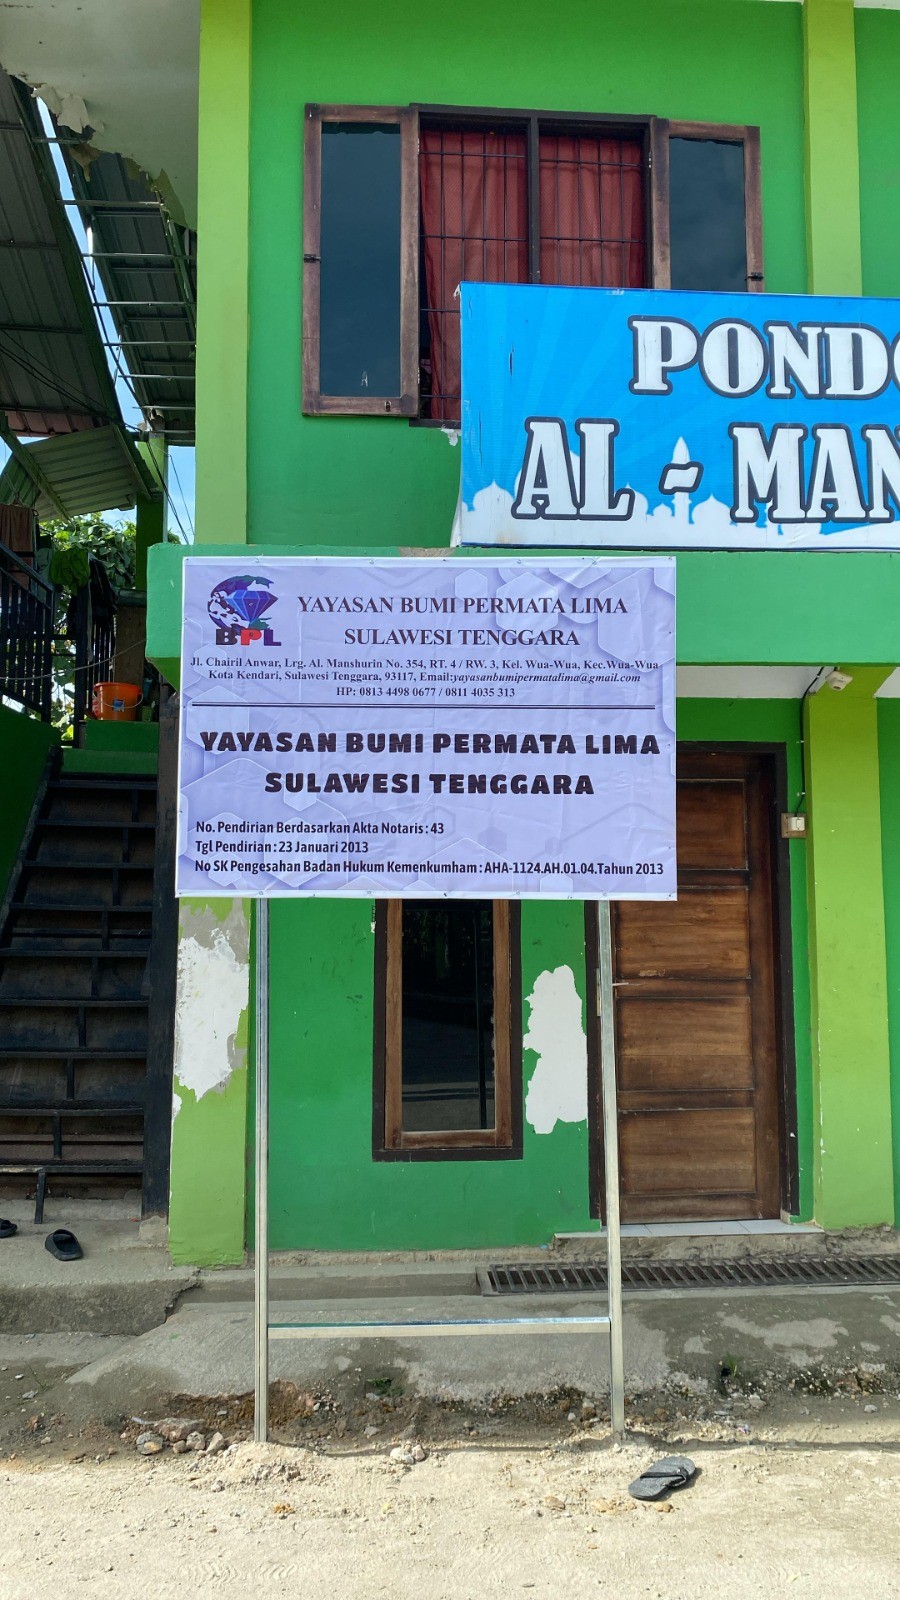 PONDO
AL - MAN
BPL
YAYASAN BUMI PERMATA LIMA
SULAWESI TENGGARA
Jl. Chairil Anwar, Lrg. Al. Manshurin No. 354, RT. 4 / RW. 3, Kel. Wua-Wua, Kec.Wua-Wua
Kota Kendari, Sulawesi Tenggara, 93117, Email:yayasanbumipermatalima@gmail.com
HP: 0813 4498 0677 / 0811 4035 313
YAYASAN BUMI PERMATA LIMA
SULAWESI TENGGARA
No. Pendirian Berdasarkan Akta Notaris : 43
Tgl Pendirian : 23 Januari 2013
No SK Pengesahan Badan Hukum Kemenkumham : AHA-1124.AH.01.04.Tahun 2013